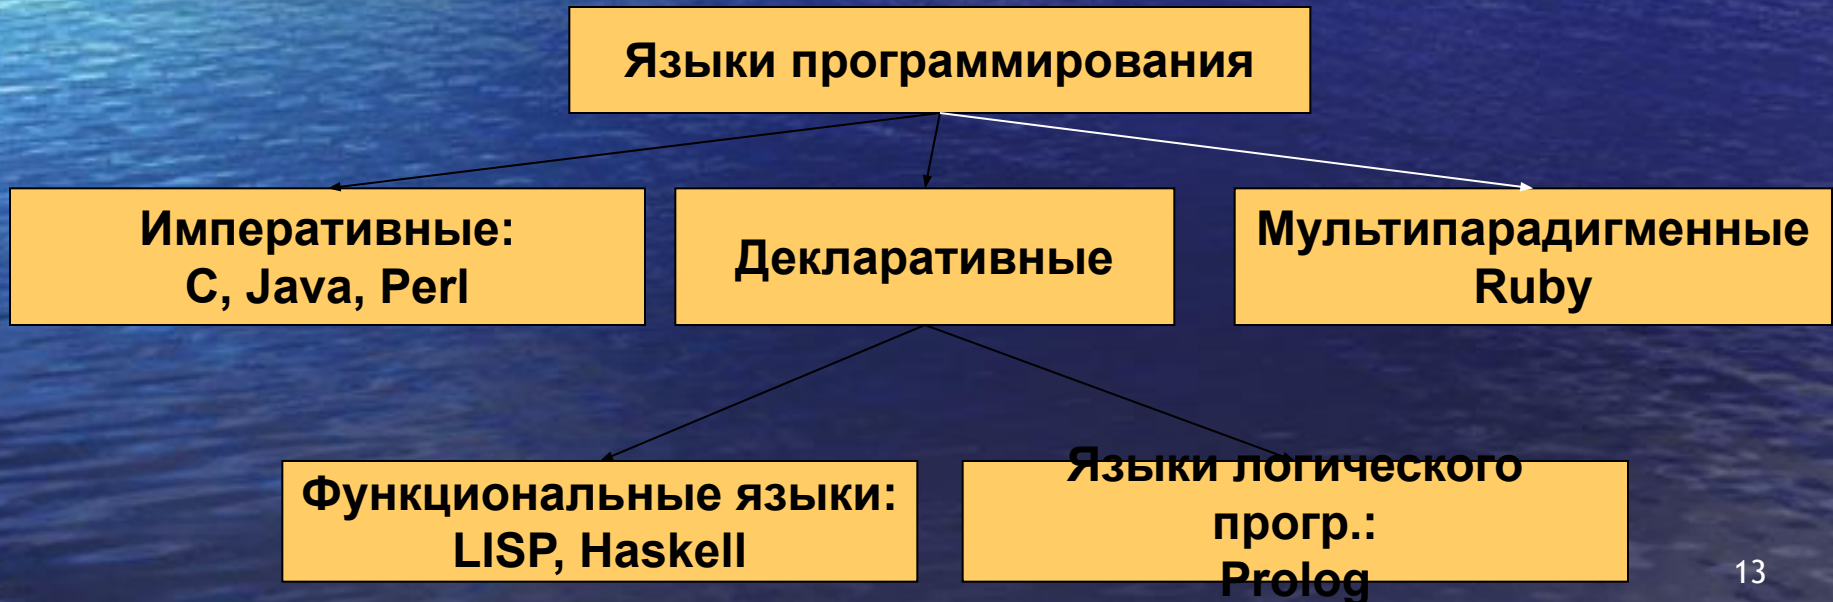 Языки программирования
Императивные:
C, Java, Perl
Декларативные
Мультипарадигменные
Ruby
Функциональные языки:
LISP, Haskell
Языки логического
прогр.:
Prolog
13